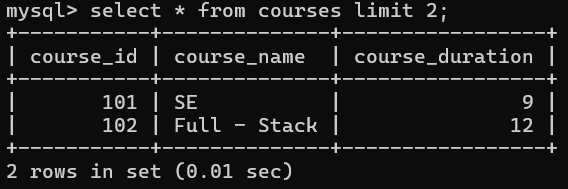 mysql> select * from courses limit 2;
+-----------+-------------+-----------------+
| course_id | course_name | course_duration |
+-----------+-------------+-----------------+
|       101 | SE          |               9 |
|       102 | Full - Stack |              12 |
+-----------+-------------+-----------------+
2 rows in set (0.01 sec)